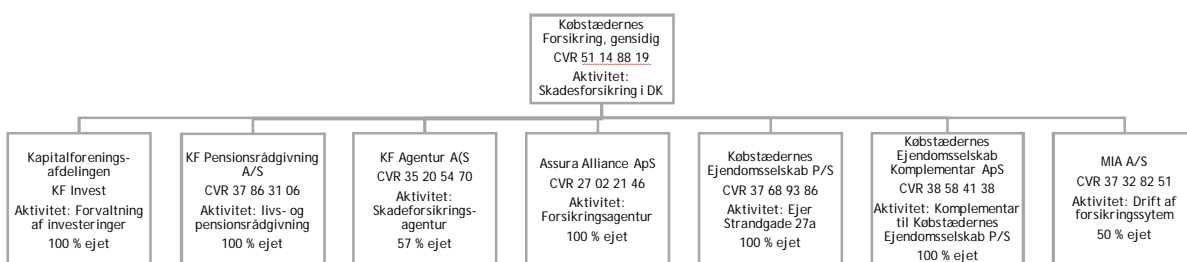 Købstædernes
Forsikring, gensidig
CVR 51 14 88 19
Aktivitet:
Skadesforsikring i DK
Kapitalforenings-
afdelingen
KF Invest
Aktivitet: Forvaltning
af investeringer
100 % ejet
KF Pensionsrådgivning
A/S
CVR 37 86 31 06
Aktivitet: livs- og
pensionsrådgivning
100 % ejet
KF Agentur A(S
CVR 35 20 54 70
Aktivitet:
Skadeforsikrings-
agentur
57 % ejet
Assura Alliance ApS
CVR 27 02 21 46
Aktivitet:
Forsikringsagentur
100 % ejet
Købstædernes
Ejendomsselskab P/S
CVR 37 68 93 86
Aktivitet: Ejer
Strandgade 27a
100 % ejet
Købstædernes
Ejendomsselskab
Komplementar ApS
CVR 38 58 41 38
Aktivitet: Komplementar
til Købstædernes
Ejendomsselskab P/S
100 % ejet
MIA A/S
CVR 37 32 82 51
Aktivitet: Drift af
forsikringssytem
50 % ejet